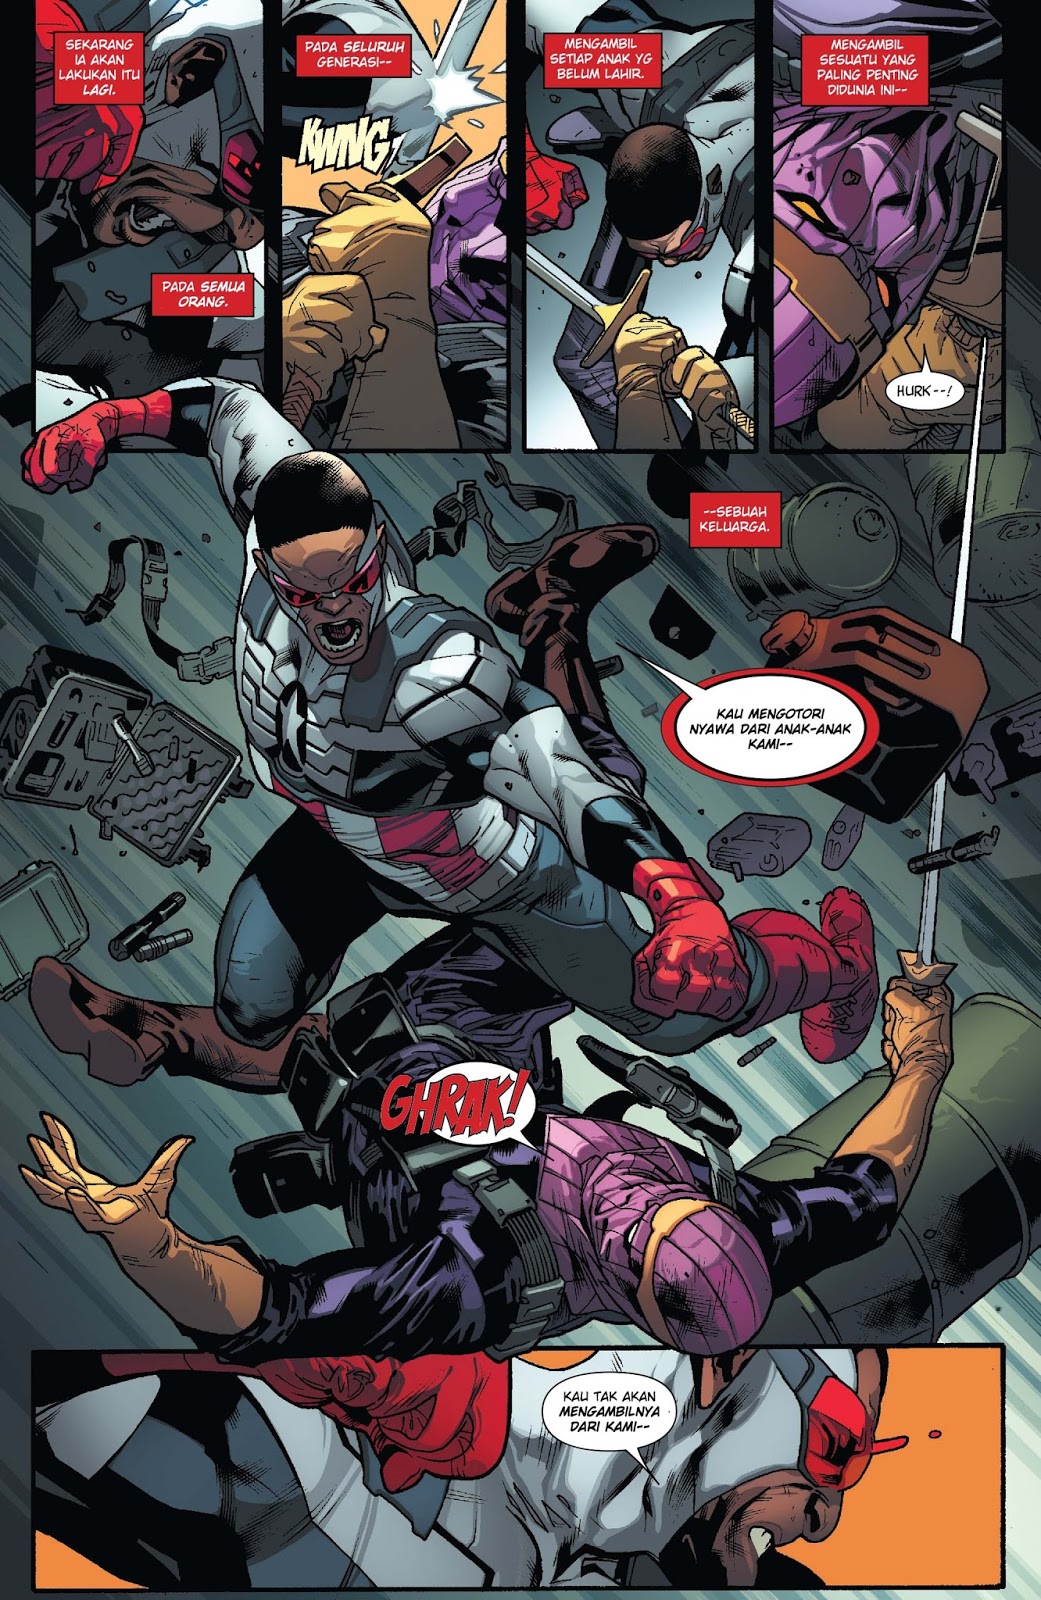 SEKARANG
IA AKAN
LAKUKAN ITU
LAGI.
PADA SEMUA
ORANG.
PADA SELURUH
GENERASI--
KWNG
MENGAMBIL
SETIAP ANAK YG
BELUM LAHIR.
MENGAMBIL
SESUATU YANG
PALING PENTING
DIDUNIA INI--
HURK--!
--SEBUAH
KELUARGA.
KAU MENGOTORI
NYAWA DARI ANAK-ANAK
KAMI--
GHRAK!
KAU TAK AKAN
MENGAMBILNYA
DARI KAMI--